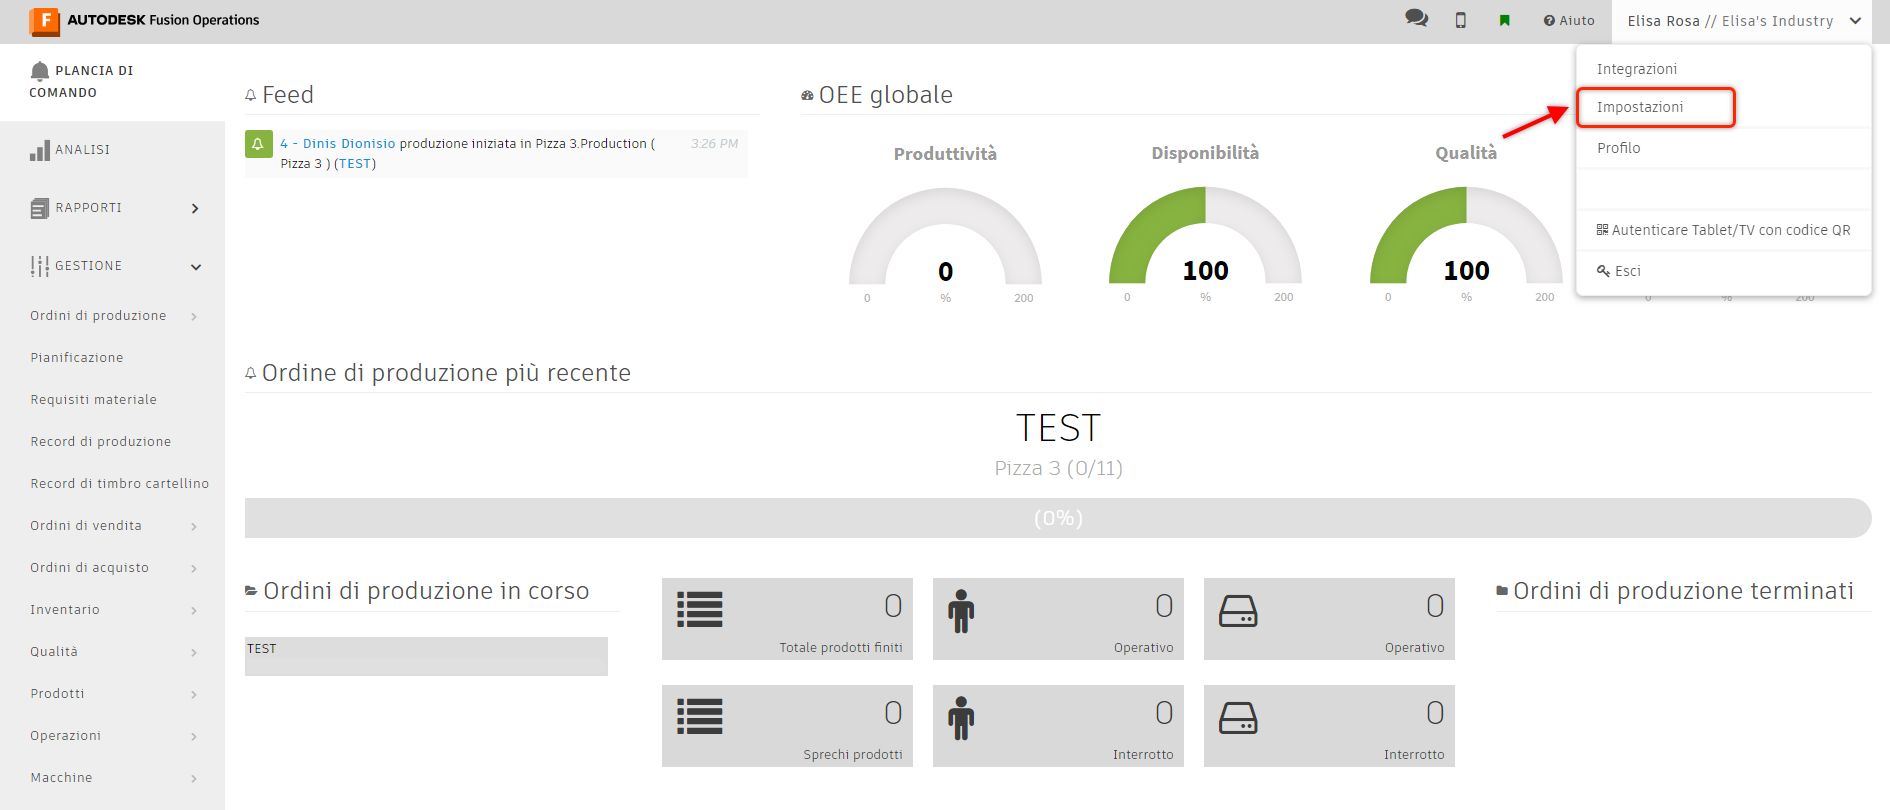 F AUTODESK Fusion Operations
Aiuto
Elisa Rosa // Elisa's Industry
Integrazioni
Impostazioni
Profilo
Autenticare Tablet/TV con codice QR
Esci
PLANCIA DI
COMANDO
ANALISI
RAPPORTI
GESTIONE
Ordini di produzione
Pianificazione
Requisiti materiale
Record di produzione
Record di timbro cartellino
Ordini di vendita
Ordini di acquisto
Inventario
Qualità
Prodotti
Operazioni
Macchine
Feed
4 - Dinis Dionisio produzione iniziata in Pizza 3.Production (
Pizza 3 ) (TEST)
3:26 PM
OEE globale
Produttività
0
0 % 200
Disponibilità
100
0 % 200
Qualità
100
0 % 200
0 % 200
Ordine di produzione più recente
TEST
Pizza 3 (0/11)
(0%)
Ordini di produzione in corso
TEST
0
Totale prodotti finiti
0
Operativo
0
Operativo
0
Sprechi prodotti
0
Interrotto
0
Interrotto
Ordini di produzione terminati